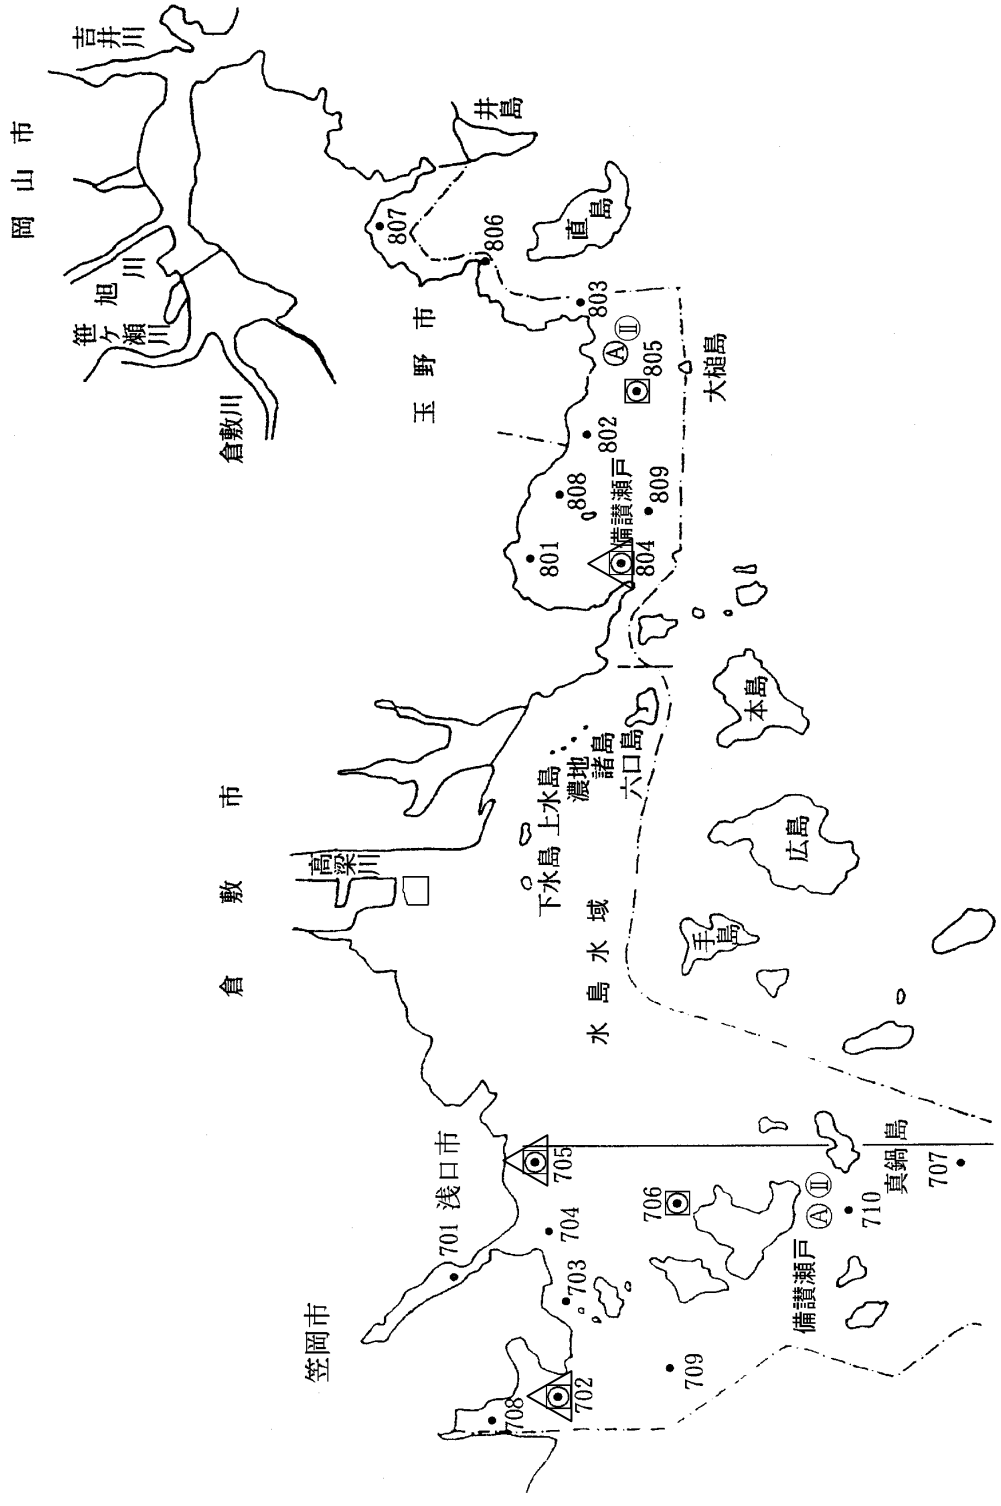 岡山市
吉井川
旭川
笹ヶ瀬川
倉敷川
玉野市
井島
直島
807
806
803
Ⓐ Ⅱ
805
大槌島
802
808
備讃瀬戸
809
801
804
倉敷市
高梁川
上水島
濃地諸島
六口島
下水島
本島
広島
手島
水島水域
浅口市
笠岡市
701
705
704
703
706
真鍋島
707
Ⓐ Ⅱ
710
備讃瀬戸
709
708
702